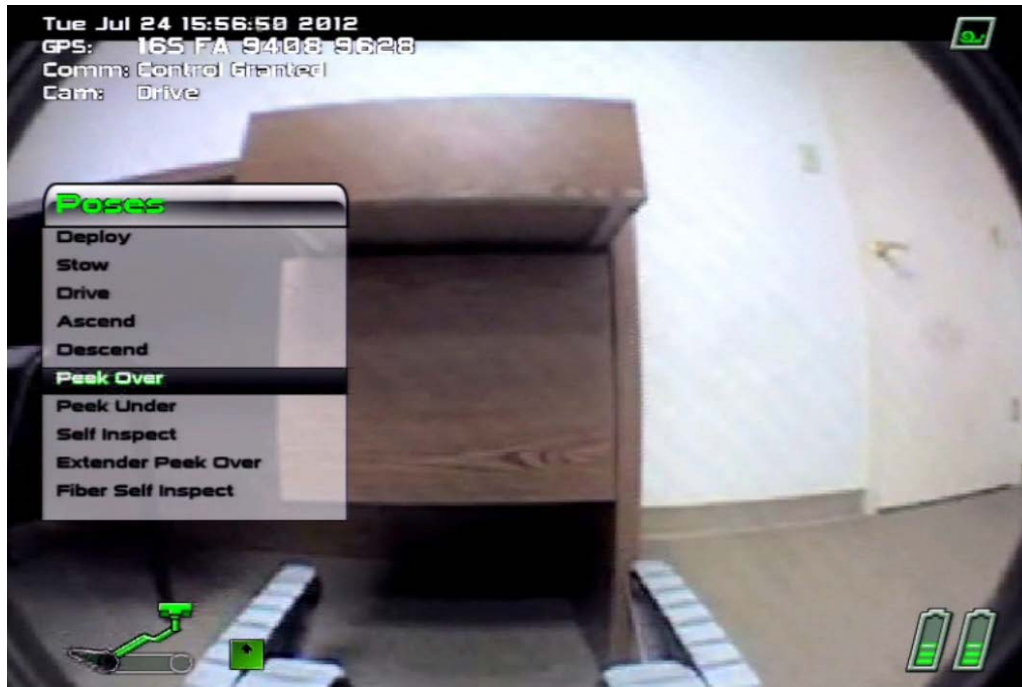 Tue Jul 24 15:56:50 2012
GPS: 16S FA 9408 9628
Comm: Control Granted
Cam: Drive
Poses
Deploy
Stow
Drive
Ascend
Descend
Peek Over
Peek Under
Self Inspect
Extender Peek Over
Fiber Self Inspect